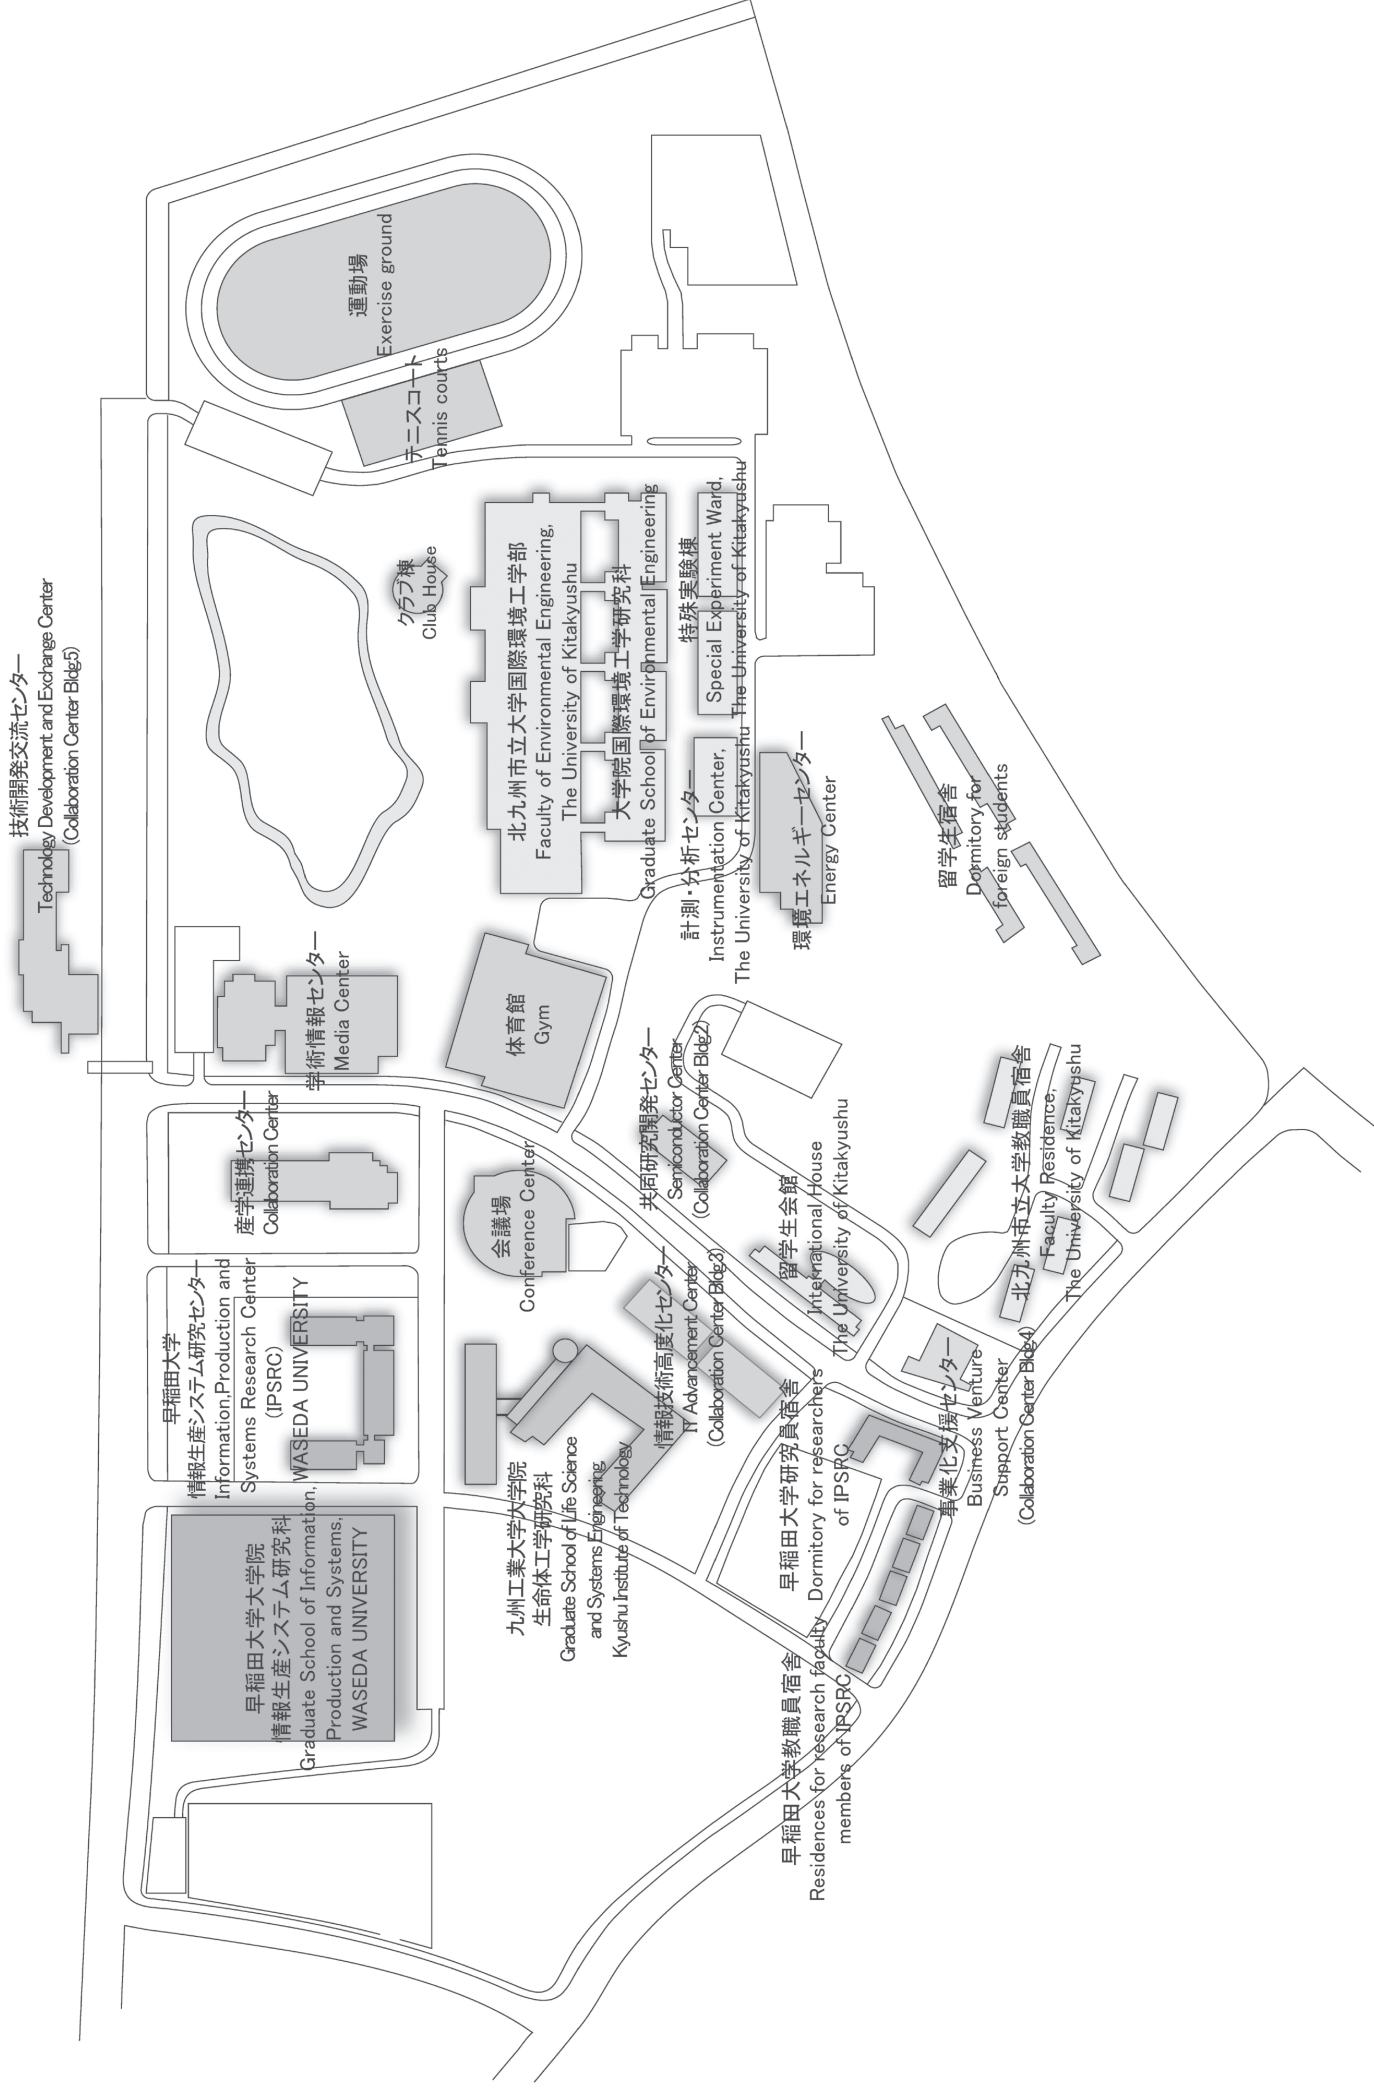 技術開発交流センター
Technology Development and Exchange Center
(Collaboration Center Bldg5)
運動場
Exercise ground
テニスコート
Tennis courts
クラブ棟
Club House
北九州市立大学国際環境工学部
Faculty of Environmental Engineering,
The University of Kitakyushu
大学院国際環境工学研究科
Graduate School of Environmental Engineering
特殊実験棟
Special Experiment Ward,
The University of Kitakyushu
計測・分析センター
Instrumentation Center,
The University of Kitakyushu
環境エネルギーセンター
Energy Center
留学生宿舎
Dormitory for
foreign students
学術情報センター
Media Center
体育館
Gym
産学連携センター
Collaboration Center
会議場
Conference Center
共同研究開発センター
Semiconductor Center
(Collaboration Center Bldg2)
留学生会館
International House
The University of Kitakyushu
北九州市立大学教職員宿舎
Faculty Residence,
The University of Kitakyushu
早稲田大学
情報生産システム研究センター
Information,Production and
Systems Research Center
(IPSRC)
WASEDA UNIVERSITY
情報技術高度化センター
IT Advancement Center
(Collaboration Center Bldg3)
事業化支援センター
Business Venture
Support Center
(Collaboration Center Bldg4)
早稲田大学大学院
情報生産システム研究科
Graduate School of Information,
Production and Systems,
WASEDA UNIVERSITY
九州工業大学大学院
生命体工学研究科
Graduate School of Life Science
and Systems Engineering,
Kyushu Institute of Technology
早稲田大学研究員宿舎
Dormitory for researchers
of IPSRC
早稲田大学教職員宿舎
Residences for research faculty
members of IPSRC